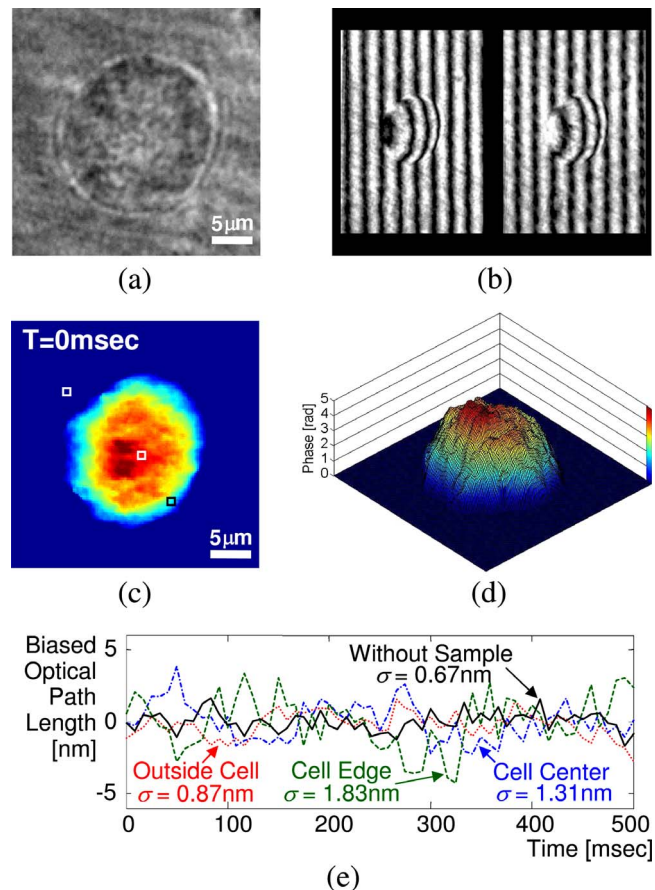 5μm
(a)
(b)
T=0msec
5μm
(c)
Phase [rad]
5
4
3
2
1
0
(d)
Biased
Optical
Path
Length
[nm]
5
0
-5
Without Sample
σ = 0.67nm
Outside Cell
σ = 0.87nm
Cell Edge
σ = 1.83nm
Cell Center
σ = 1.31nm
0
100
200
300
400
500
Time [msec]
(e)